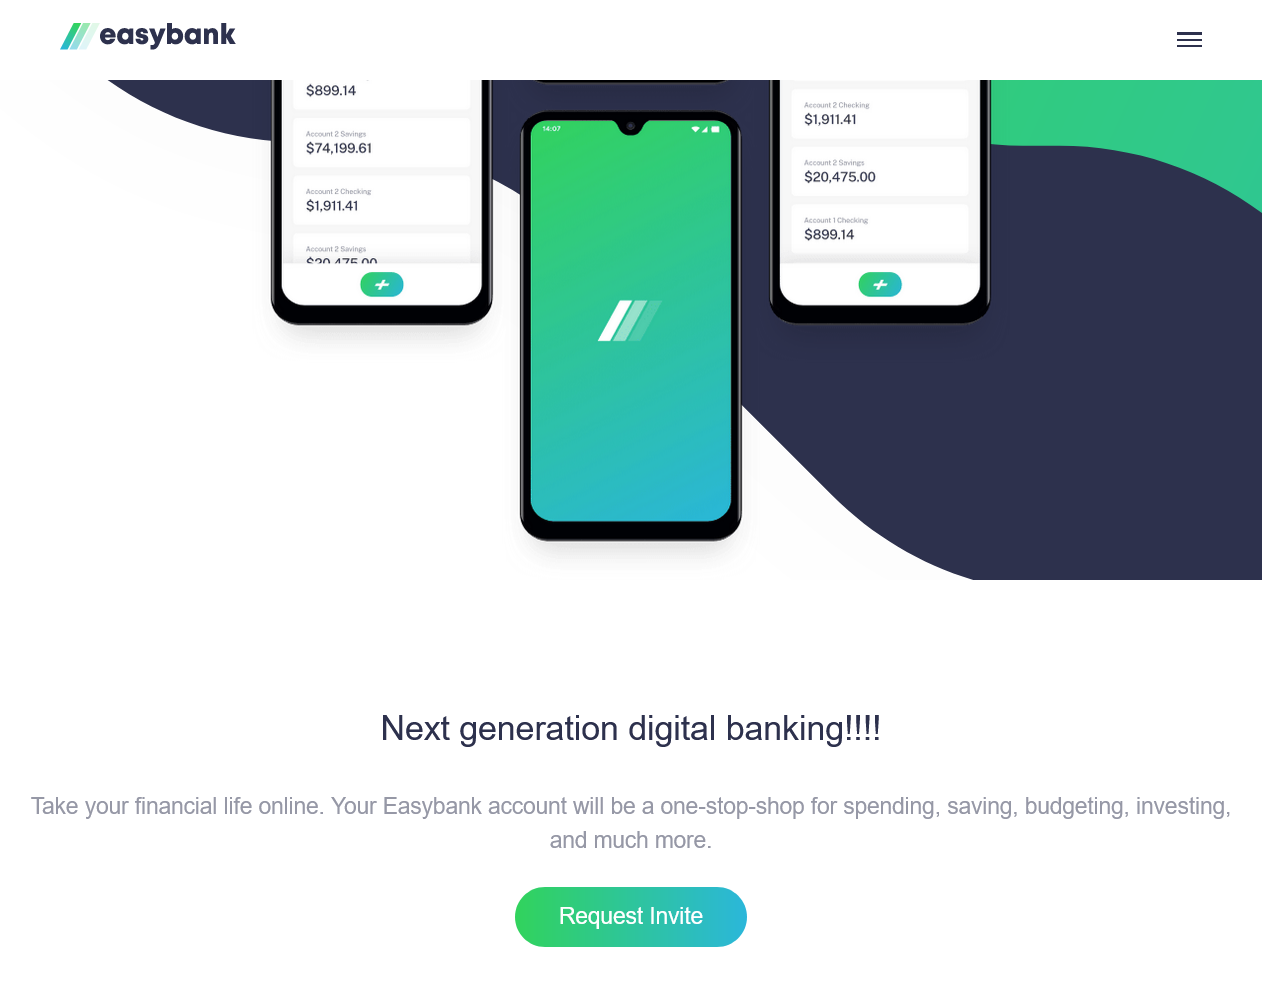 easybank
$899.14
Account 2 Savings
$74,199.61
Account 2 Checking
$1,911.41
Account 2 Savings
$20,475.00
14:07
Account 2 Checking
$1,911.41
Account 2 Savings
$20,475.00
Account 1 Checking
$899.14
Next generation digital banking!!!!
Take your financial life online. Your Easybank account will be a one-stop-shop for spending, saving, budgeting, investing,
and much more.
Request Invite